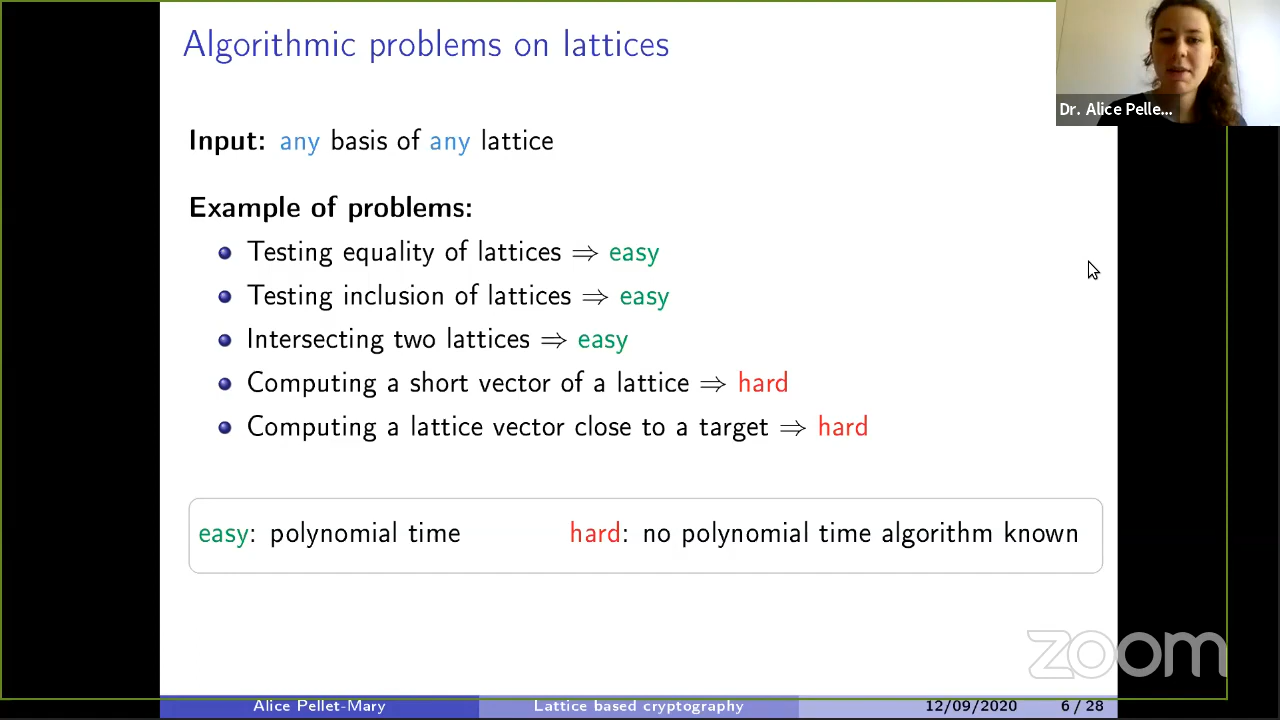 Algorithmic problems on lattices
Dr. Alice Pelle...
Input: any basis of any lattice
Example of problems:
Testing equality of lattices ⇒ easy
Testing inclusion of lattices ⇒ easy
Intersecting two lattices ⇒ easy
Computing a short vector of a lattice ⇒ hard
Computing a lattice vector close to a target ⇒ hard
easy: polynomial time hard: no polynomial time algorithm known
zoom
Alice Pellet-Mary Lattice based cryptography 12/09/2020 6 / 28